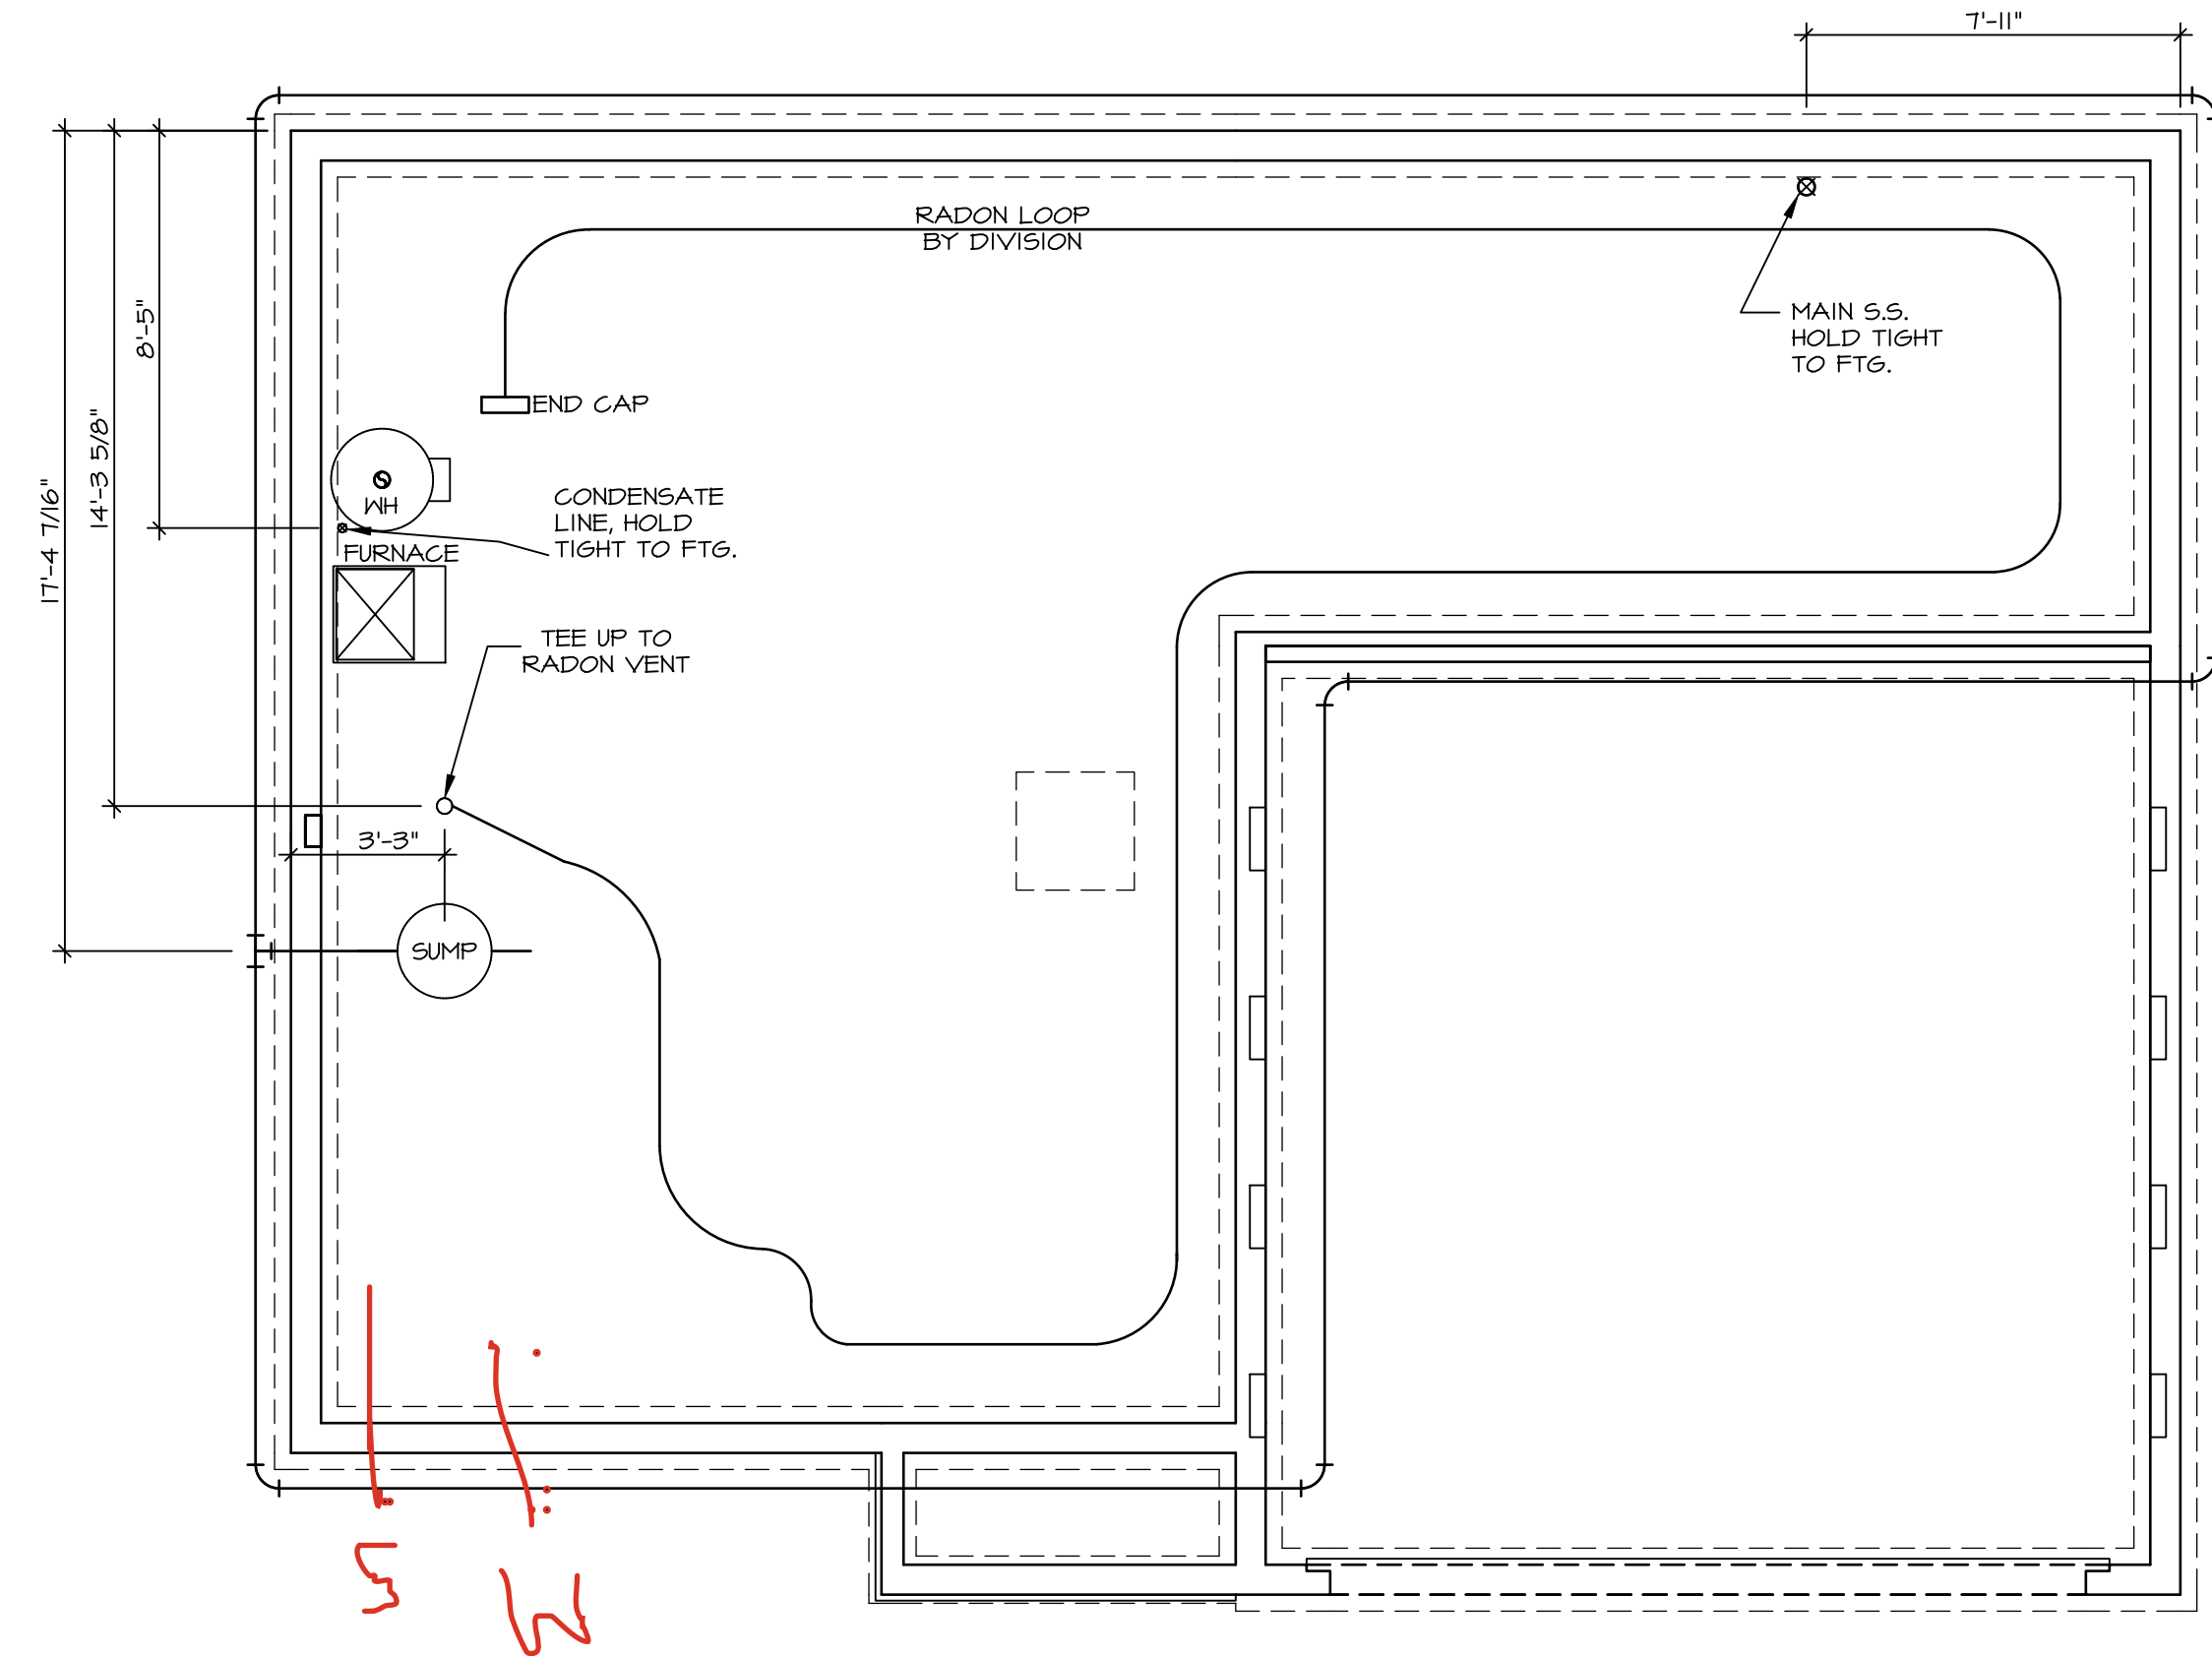 7'-11"
RADON LOOP
BY DIVISION
MAIN S.S.
HOLD TIGHT
TO FTG.
8'-5"
14'-3 5/8"
17'-4 7/16"
END CAP
WH
CONDENSATE
LINE, HOLD
TIGHT TO FTG.
FURNACE
TEE UP TO
RADON VENT
3'-3"
SUMP